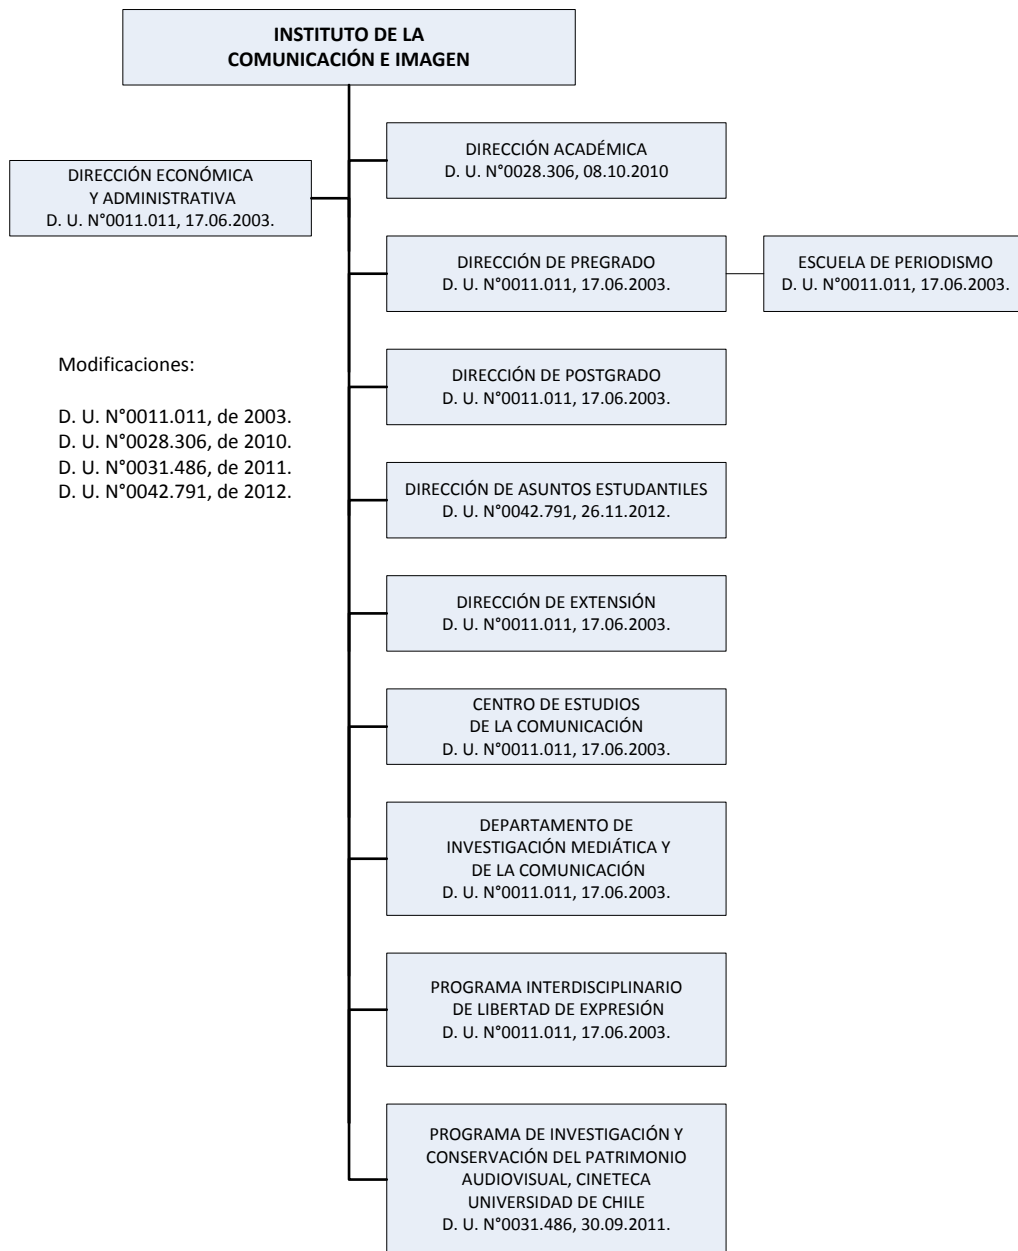 INSTITUTO DE LA
COMUNICACIÓN E IMAGEN
DIRECCIÓN ACADÉMICA
D. U. N°0028.306, 08.10.2010
DIRECCIÓN ECONÓMICA
Y ADMINISTRATIVA
D. U. N°0011.011, 17.06.2003.
DIRECCIÓN DE PREGRADO
D. U. N°0011.011, 17.06.2003.
ESCUELA DE PERIODISMO
D. U. N°0011.011, 17.06.2003.
Modificaciones:
D. U. N°0011.011, de 2003.
D. U. N°0028.306, de 2010.
D. U. N°0031.486, de 2011.
D. U. N°0042.791, de 2012.
DIRECCIÓN DE POSTGRADO
D. U. N°0011.011, 17.06.2003.
DIRECCIÓN DE ASUNTOS ESTUDANTILES
D. U. N°0042.791, 26.11.2012.
DIRECCIÓN DE EXTENSIÓN
D. U. N°0011.011, 17.06.2003.
CENTRO DE ESTUDIOS
DE LA COMUNICACIÓN
D. U. N°0011.011, 17.06.2003.
DEPARTAMENTO DE
INVESTIGACIÓN MEDIÁTICA Y
DE LA COMUNICACIÓN
D. U. N°0011.011, 17.06.2003.
PROGRAMA INTERDISCIPLINARIO
DE LIBERTAD DE EXPRESIÓN
D. U. N°0011.011, 17.06.2003.
PROGRAMA DE INVESTIGACIÓN Y
CONSERVACIÓN DEL PATRIMONIO
AUDIOVISUAL, CINETECA
UNIVERSIDAD DE CHILE
D. U. N°0031.486, 30.09.2011.